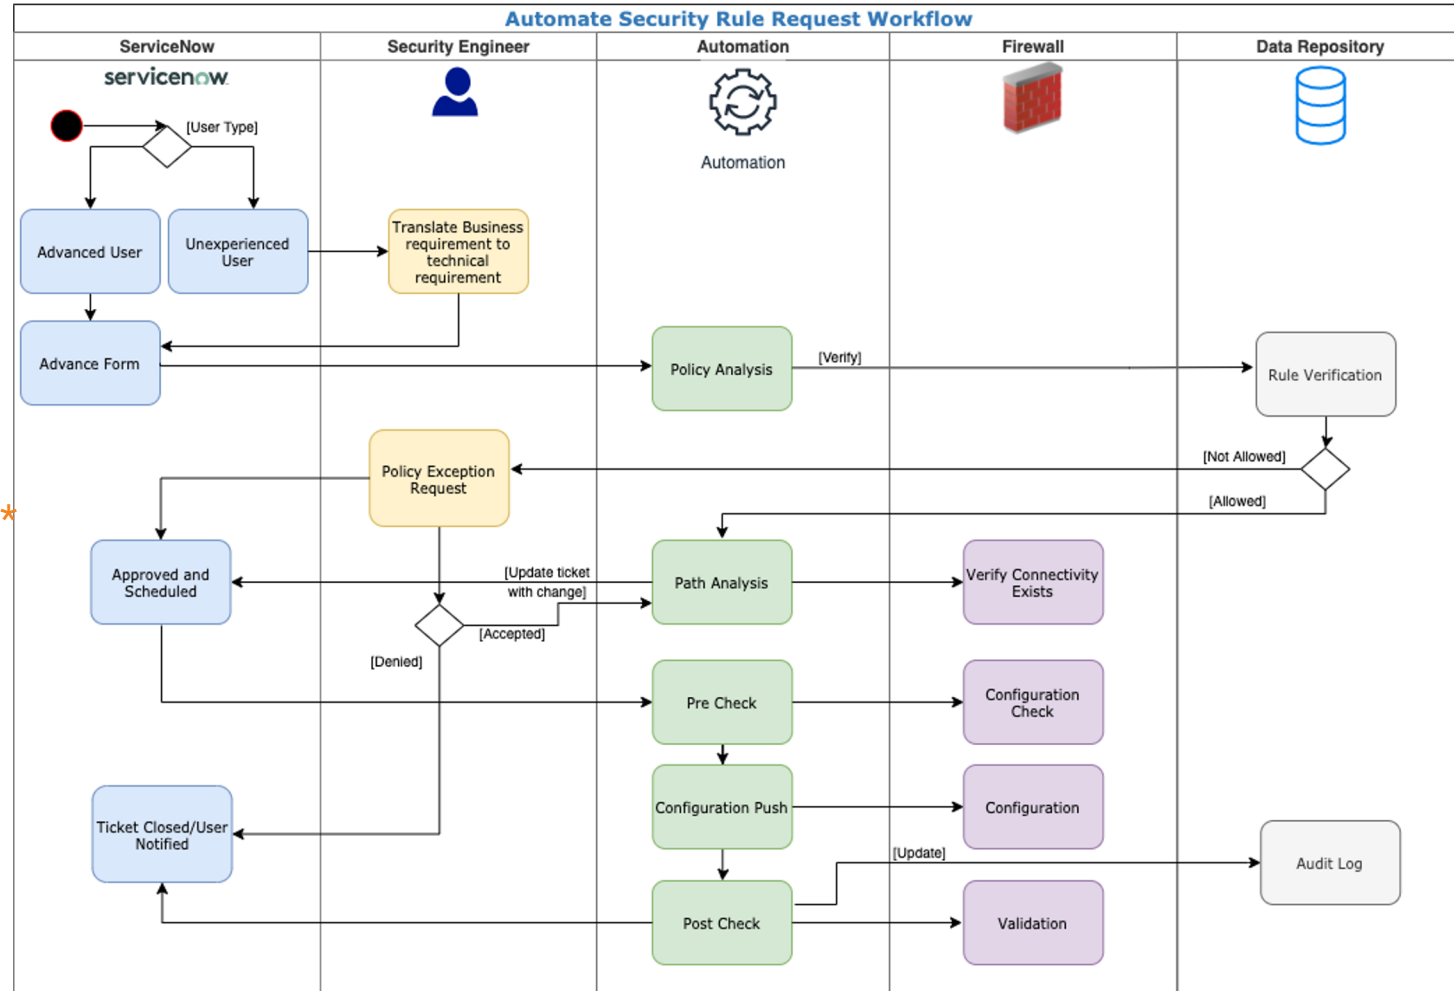 Automate Security Rule Request Workflow
ServiceNow
Security Engineer
Automation
Firewall
Data Repository
servicenow
Automation
[User Type]
Advanced User
Unexperienced
User
Translate Business
requirement to
technical
requirement
Advance Form
Policy Analysis
[Verify]
Rule Verification
Policy Exception
Request
[Not Allowed]
[Allowed]
*
Approved and
Scheduled
[Update ticket
with change]
Path Analysis
Verify Connectivity
Exists
[Accepted]
[Denied]
Pre Check
Configuration
Check
Configuration Push
Configuration
Ticket Closed/User
Notified
[Update]
Audit Log
Post Check
Validation